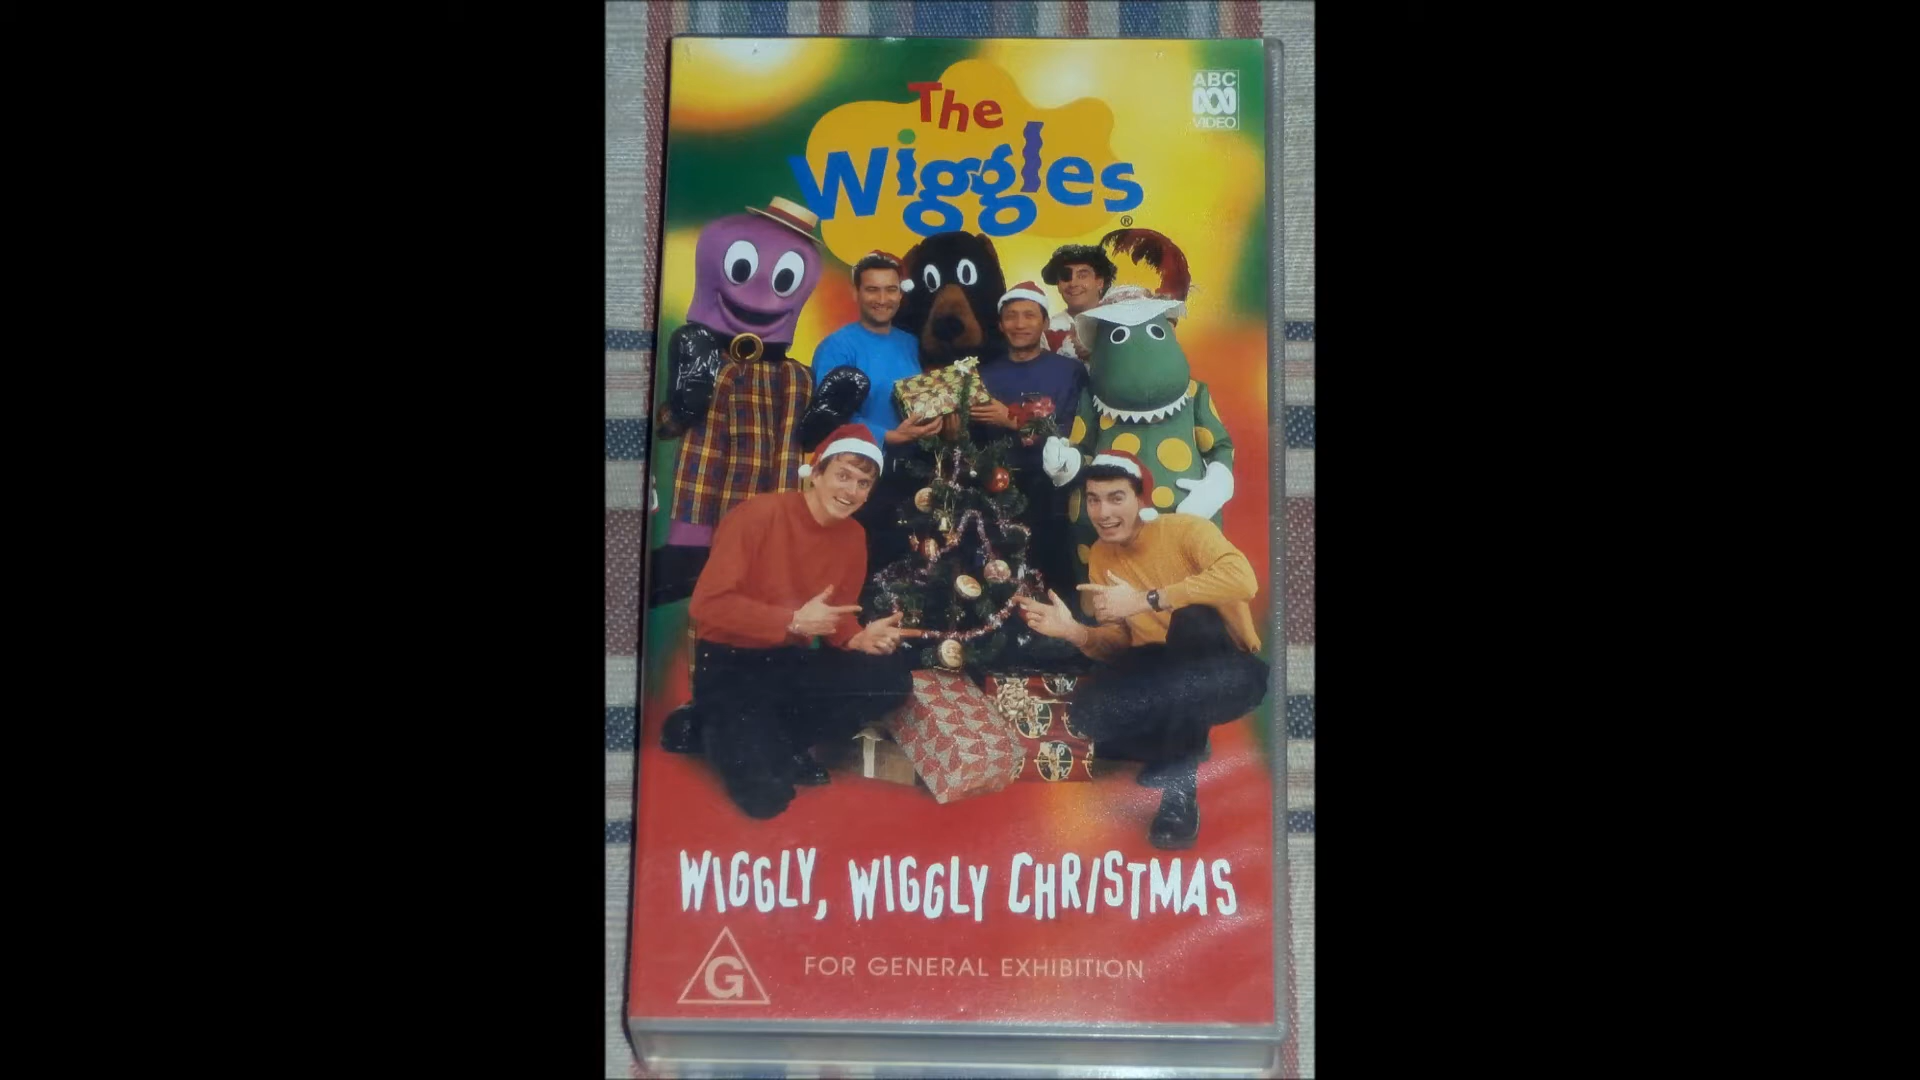 The
Wiggles
®
ABC
VIDEO
WIGGLY, WIGGLY CHRISTMAS
G
FOR GENERAL EXHIBITION